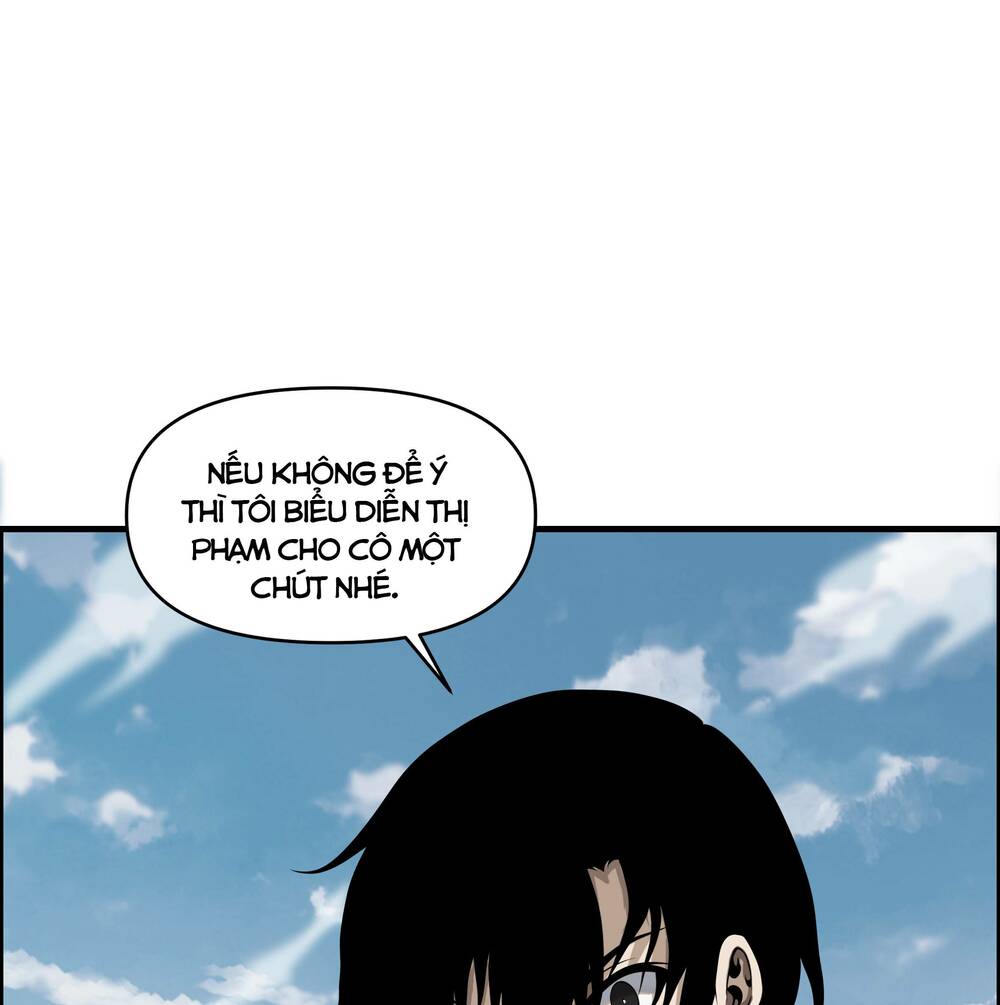 NẾU KHÔNG ĐỂ Ý
THÌ TÔI BIỂU DIỄN THỊ
PHẠM CHO CÔ MỘT
CHÚT NHÉ.